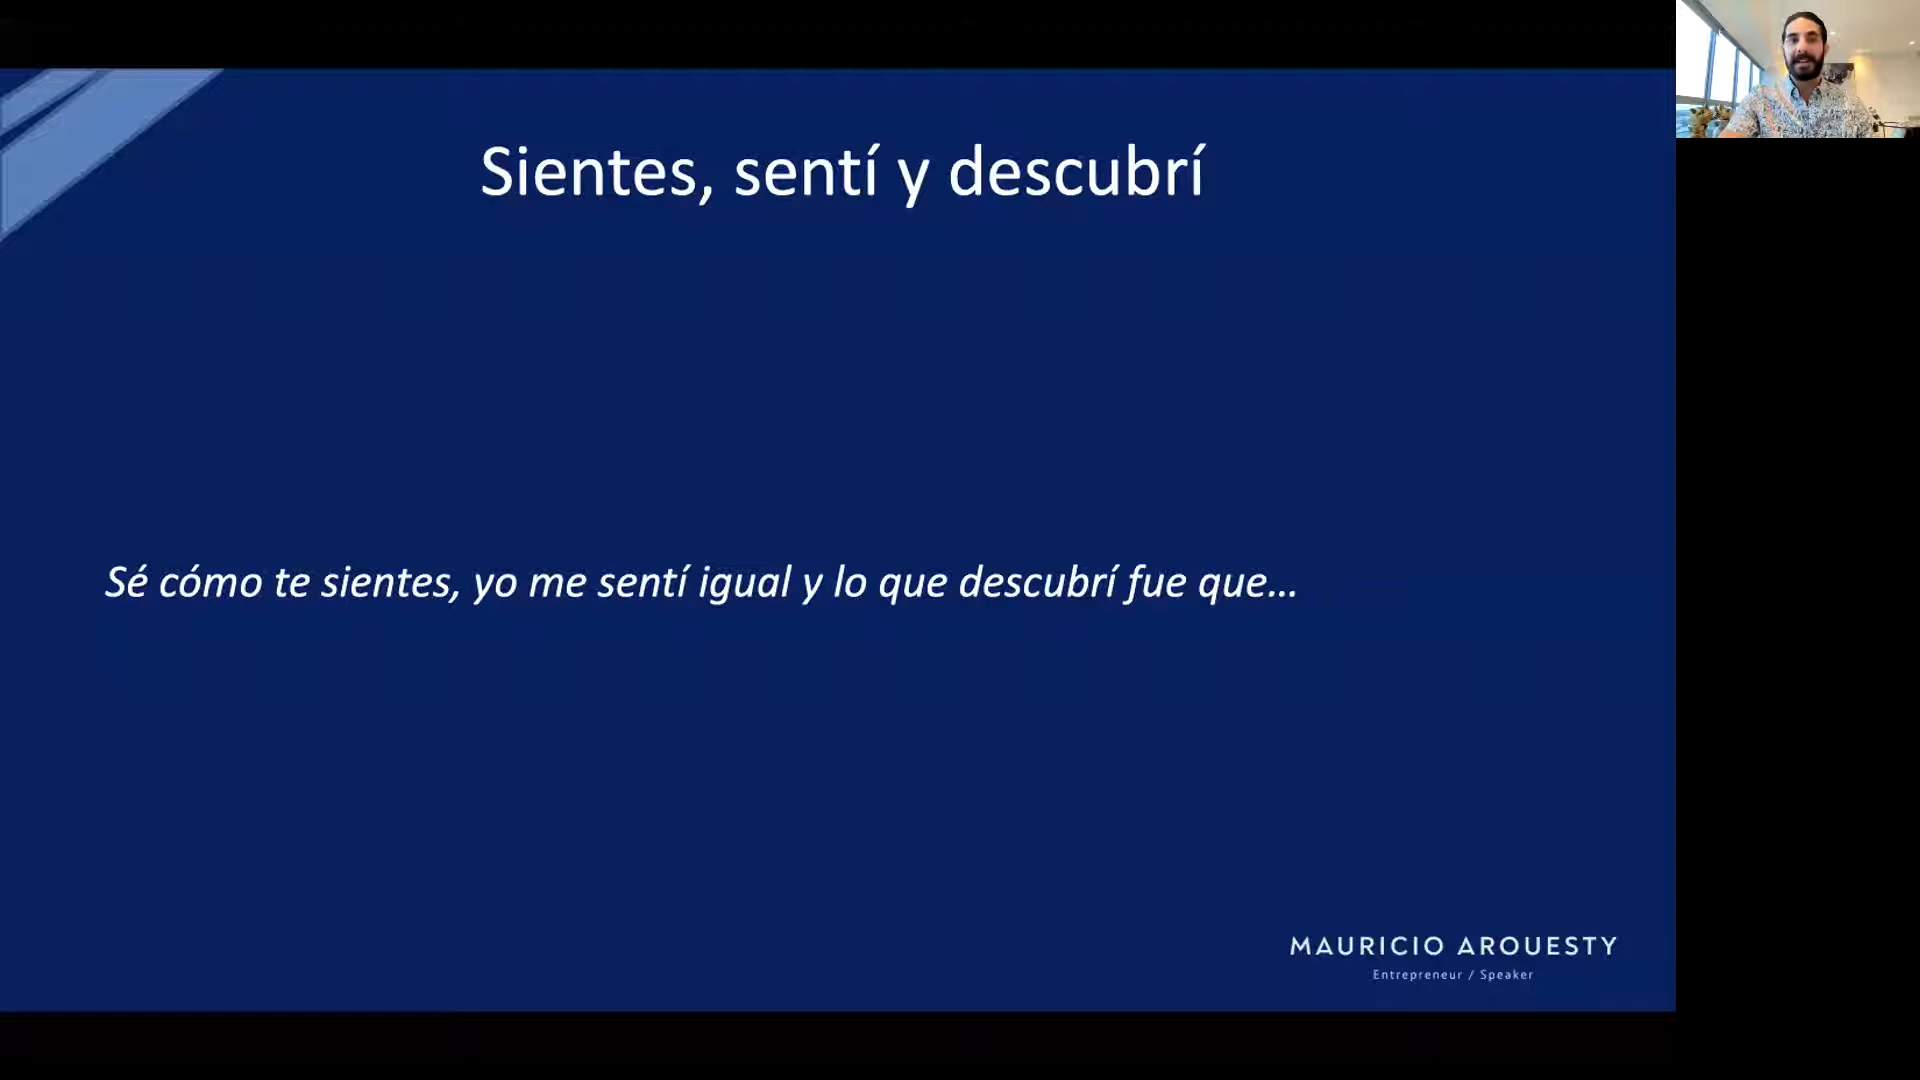 Sientes, sentí y descubrí
Sé cómo te sientes, yo me sentí igual y lo que descubrí fue que...
MAURICIO AROUESTY
Entrepreneur / Speaker